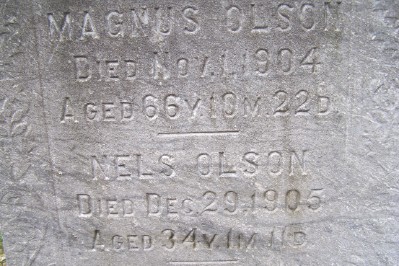 MAGNUS OLSON
DIED NOV. 1. 1904
AGED 66 Y. 10 M. 22 D.
NELS OLSON
DIED DEC. 29. 1905
AGED 34 Y. 1 M. 11 D.